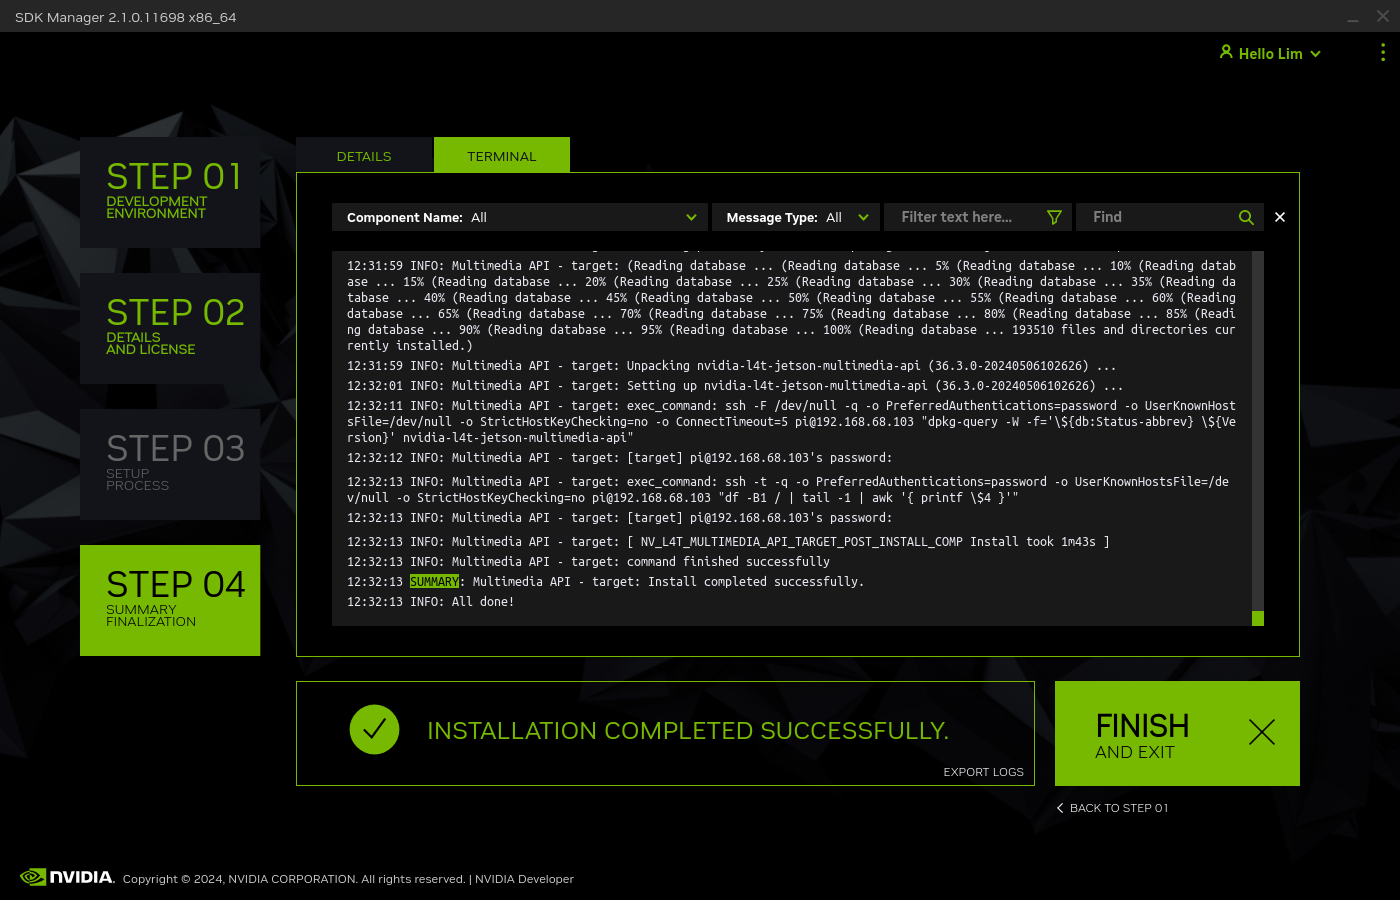 SDK Manager 2.1.0.11698 x86_64
Hello Lim
STEP 01
DEVELOPMENT
ENVIRONMENT
STEP 02
DETAILS
AND LICENSE
STEP 03
SETUP
PROCESS
STEP 04
SUMMARY
FINALIZATION
DETAILS
TERMINAL
Component Name: All
Message Type: All
Filter text here...
Find
12:31:59 INFO: Multimedia API - target: (Reading database ... (Reading database ... 5% (Reading database ... 10% (Reading datab
ase ... 15% (Reading database ... 20% (Reading database ... 25% (Reading database ... 30% (Reading database ... 35% (Reading da
tabase ... 40% (Reading database ... 45% (Reading database ... 50% (Reading database ... 55% (Reading database ... 60% (Reading
database ... 65% (Reading database ... 70% (Reading database ... 75% (Reading database ... 80% (Reading database ... 85% (Readi
ng database ... 90% (Reading database ... 95% (Reading database ... 100% (Reading database ... 193510 files and directories cur
rently installed.)
12:31:59 INFO: Multimedia API - target: Unpacking nvidia-l4t-jetson-multimedia-api (36.3.0-20240506102626) ...
12:32:01 INFO: Multimedia API - target: Setting up nvidia-l4t-jetson-multimedia-api (36.3.0-20240506102626) ...
12:32:11 INFO: Multimedia API - target: exec_command: ssh -F /dev/null -q -o PreferredAuthentications=password -o UserKnownHost
sFile=/dev/null -o StrictHostKeyChecking=no -o ConnectTimeout=5 pi@192.168.68.103 "dpkg-query -W -f='\${db:Status-abbrev} \${Ve
rsion}' nvidia-l4t-jetson-multimedia-api"
12:32:12 INFO: Multimedia API - target: [target] pi@192.168.68.103's password:
12:32:13 INFO: Multimedia API - target: exec_command: ssh -t -q -o PreferredAuthentications=password -o UserKnownHostsFile=/de
v/null -o StrictHostKeyChecking=no pi@192.168.68.103 "df -B1 / | tail -1 | awk '{ printf \$4 }'"
12:32:13 INFO: Multimedia API - target: [target] pi@192.168.68.103's password:
12:32:13 INFO: Multimedia API - target: [ NV_L4T_MULTIMEDIA_API_TARGET_POST_INSTALL_COMP Install took 1m43s ]
12:32:13 INFO: Multimedia API - target: command finished successfully
12:32:13 SUMMARY: Multimedia API - target: Install completed successfully.
12:32:13 INFO: All done!
INSTALLATION COMPLETED SUCCESSFULLY.
EXPORT LOGS
FINISH
AND EXIT
BACK TO STEP 01
NVIDIA. Copyright © 2024, NVIDIA CORPORATION. All rights reserved. | NVIDIA Developer